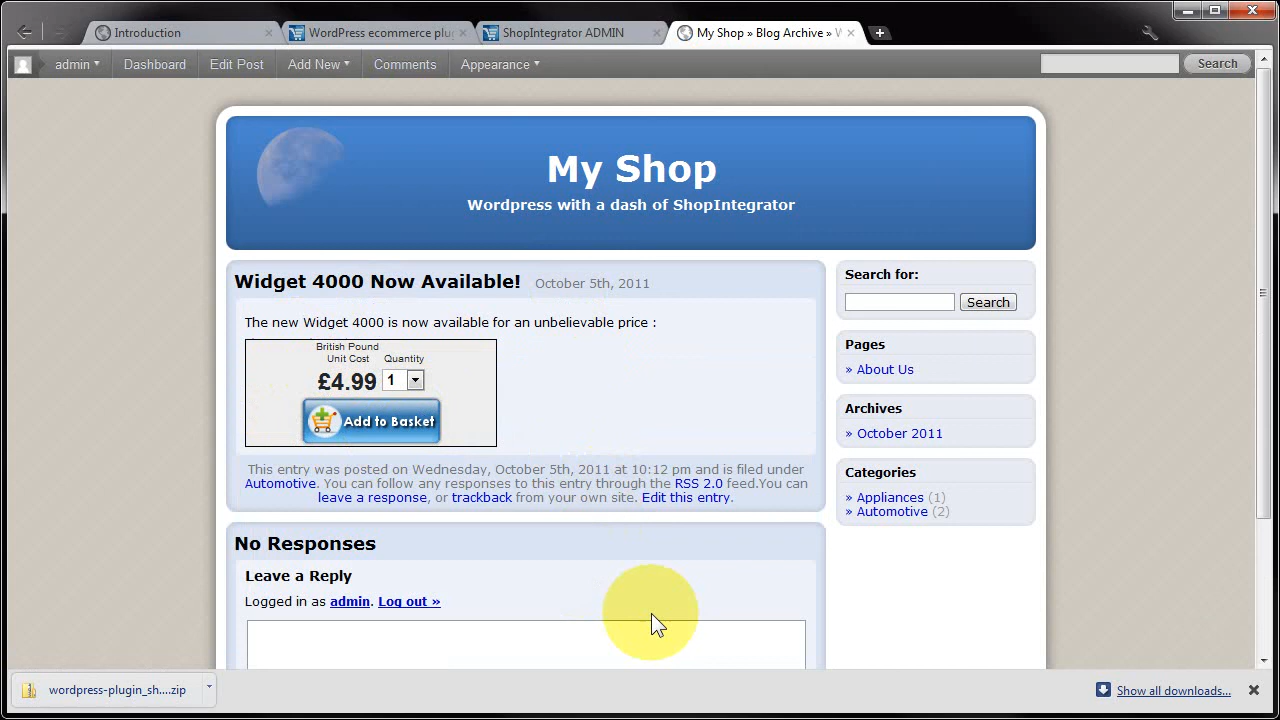 Introduction
WordPress ecommerce plug
ShopIntegrator ADMIN
My Shop » Blog Archive » W
admin
Dashboard
Edit Post
Add New
Comments
Appearance
Search
My Shop
Wordpress with a dash of ShopIntegrator
Widget 4000 Now Available! October 5th, 2011
The new Widget 4000 is now available for an unbelievable price :
British Pound
Unit Cost Quantity
£4.99 1
Add to Basket
This entry was posted on Wednesday, October 5th, 2011 at 10:12 pm and is filed under
Automotive. You can follow any responses to this entry through the RSS 2.0 feed.You can
leave a response, or trackback from your own site. Edit this entry.
No Responses
Leave a Reply
Logged in as admin. Log out »
Search for:
Search
Pages
» About Us
Archives
» October 2011
Categories
» Appliances (1)
» Automotive (2)
wordpress-plugin_sh....zip
Show all downloads...